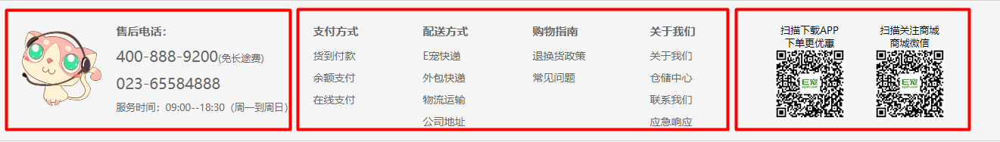 售后电话：
400-888-9200(免长途费)
023-65584888
服务时间：09:00--18:30（周一到周日）
支付方式
货到付款
余额支付
在线支付
配送方式
E宠快递
外包快递
物流运输
公司地址
购物指南
退换货政策
常见问题
关于我们
关于我们
仓储中心
联系我们
应急响应
扫描下载APP
下单更优惠
E宠
epet.com
扫描关注商城
商城微信
E宠
epet.com